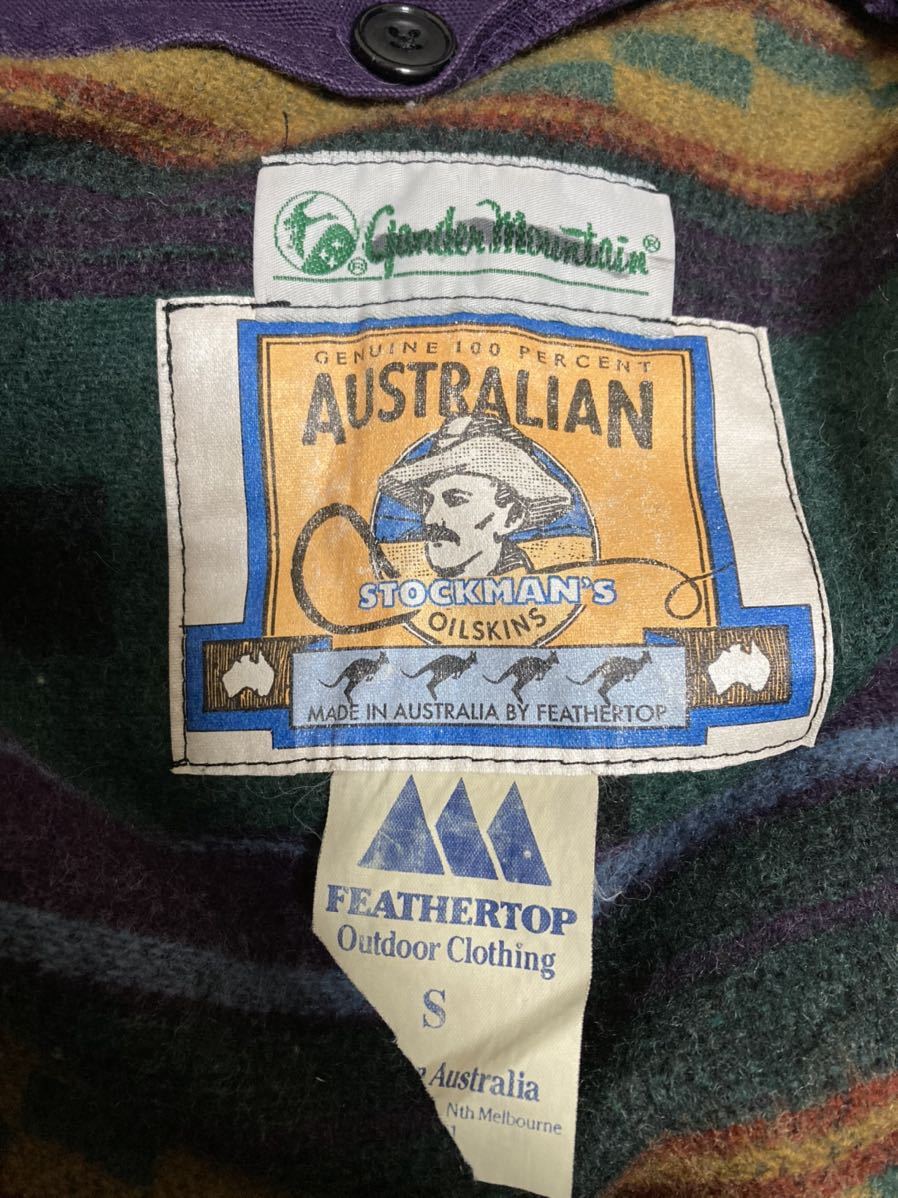 ® Gander Mountain ®
GENUINE 100 PERCENT
AUSTRALIAN
STOCKMAN'S
OILSKINS
MADE IN AUSTRALIA BY FEATHERTOP
FEATHERTOP
Outdoor Clothing
S
Australia
Nth Melbourne